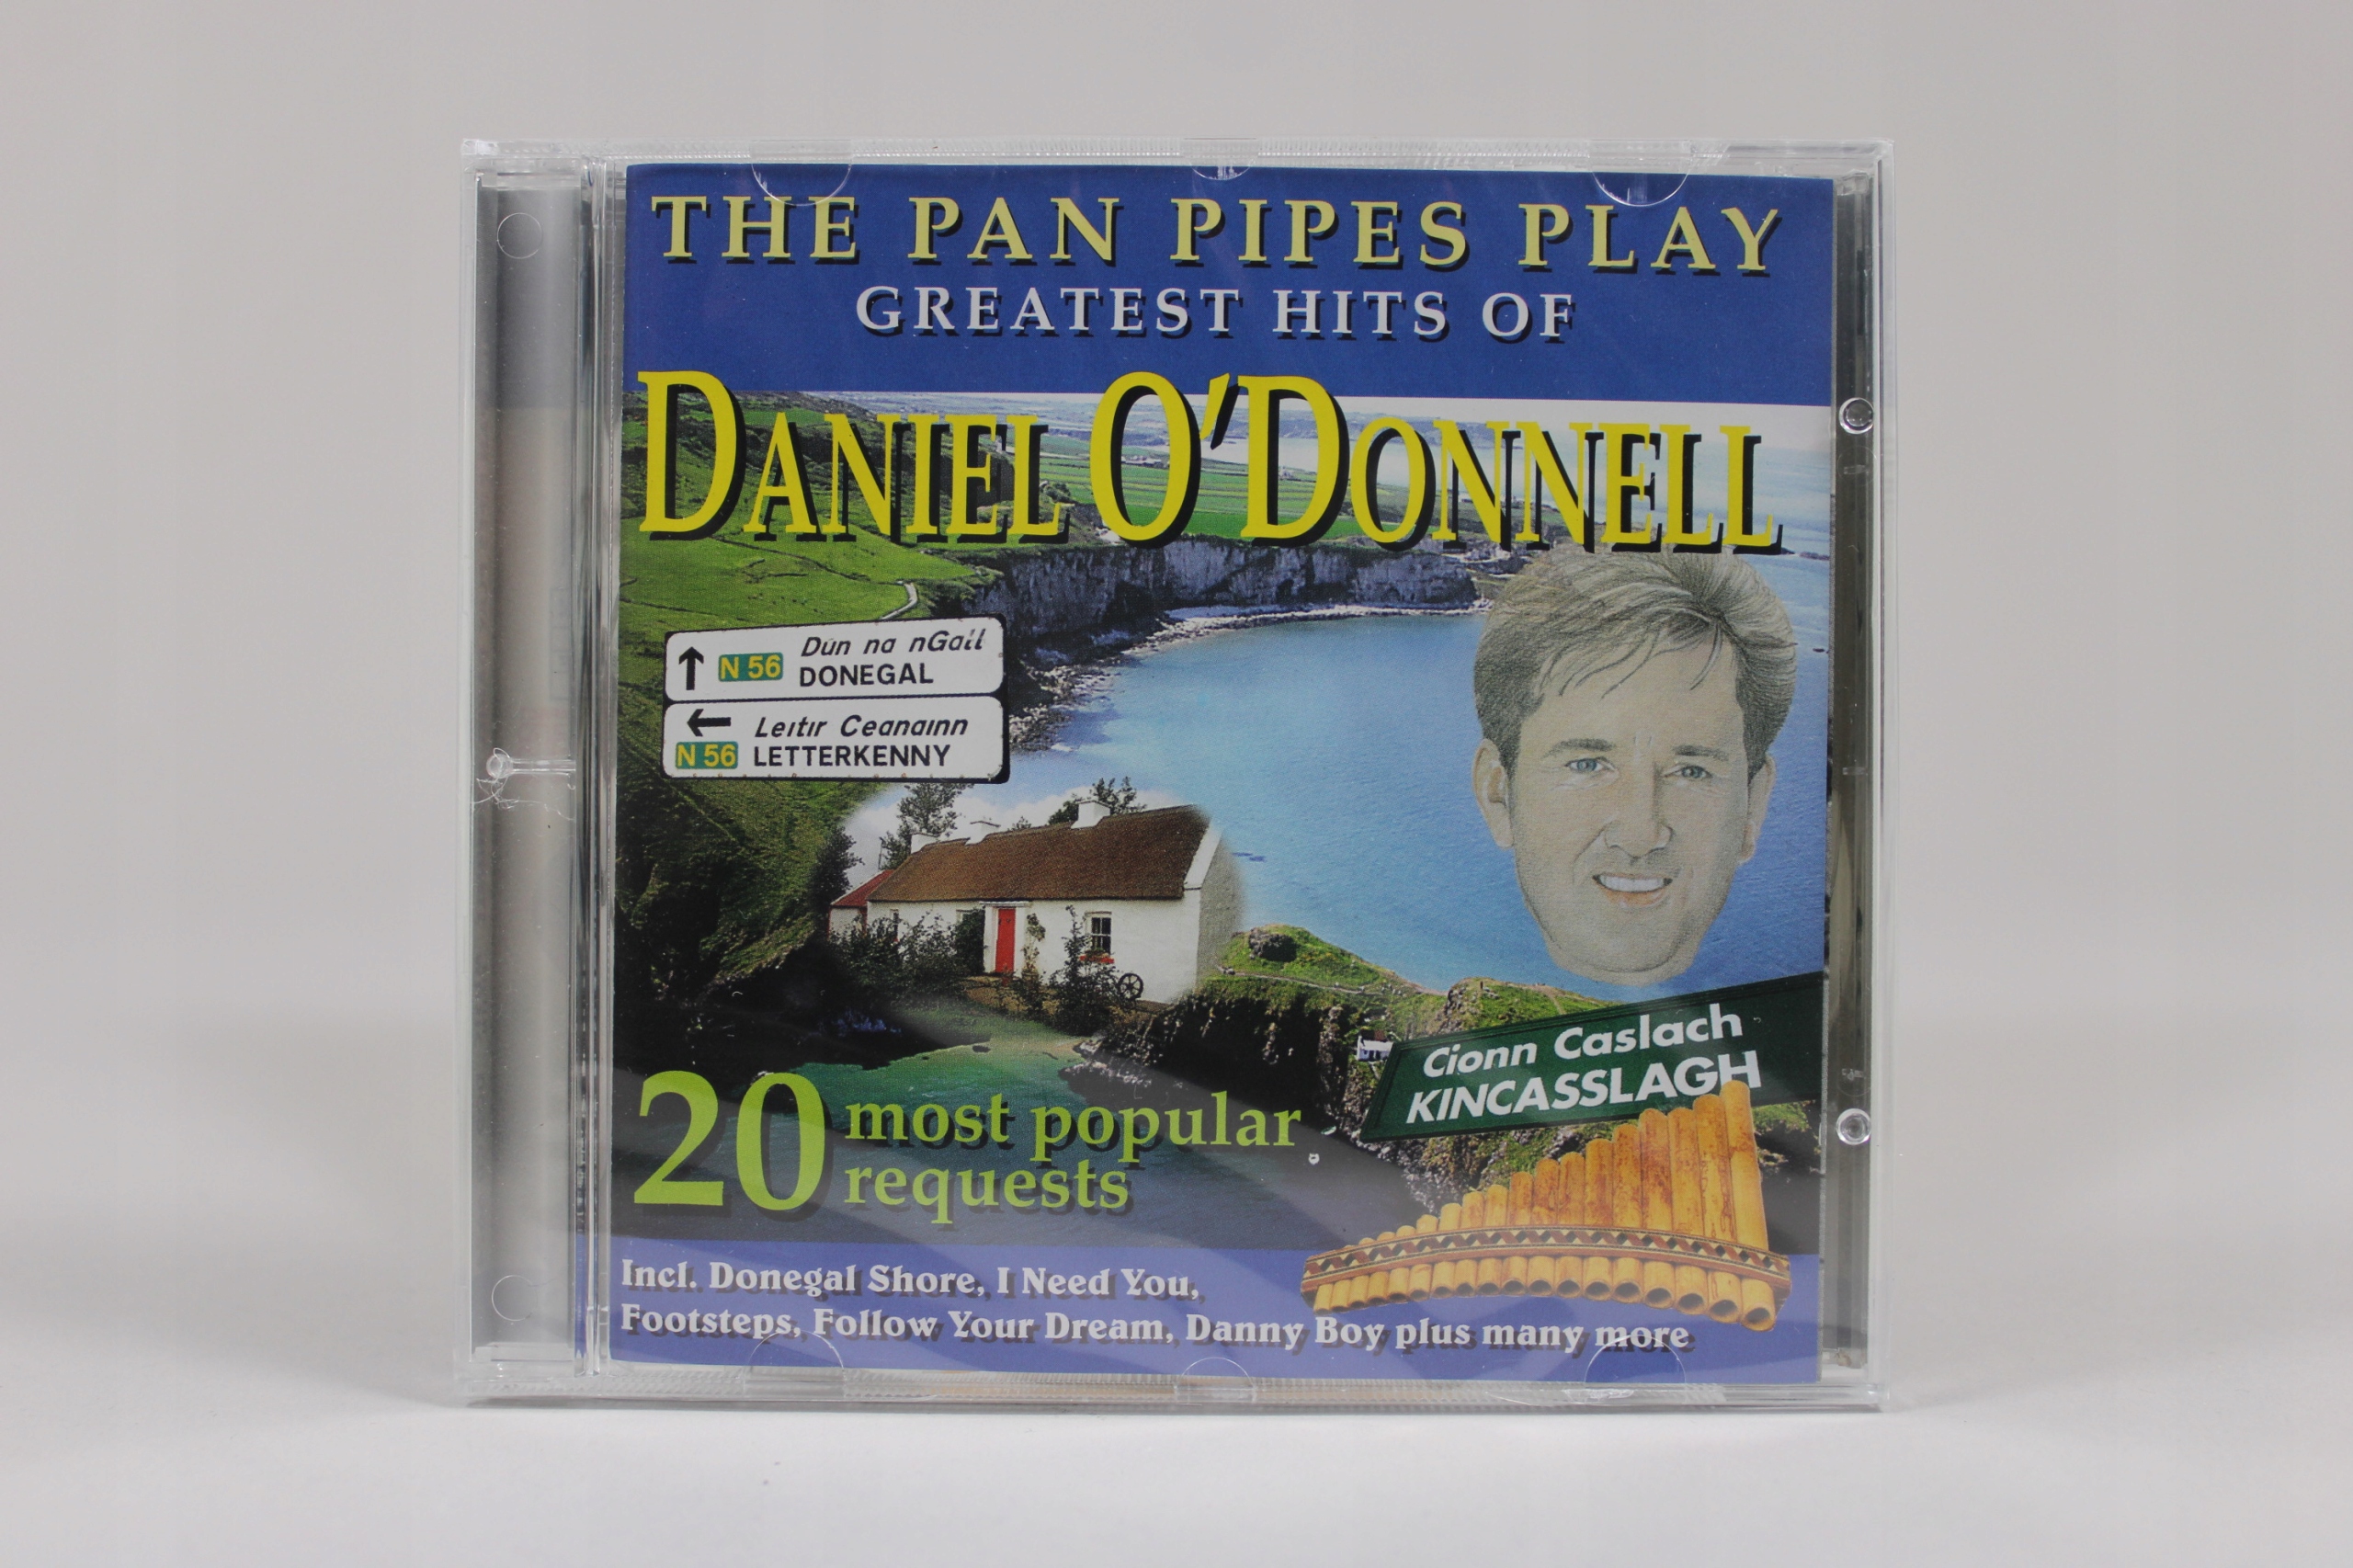 THE PAN PIPES PLAY
GREATEST HITS OF
DANIEL O'DONNELL
N 56 Dún na nGall
DONEGAL
Leitir Ceanainn
N 56 LETTERKENNY
Cionn Caslach
KINCASSLAGH
20 most popular
requests
Incl. Donegal Shore, I Need You,
Footsteps, Follow Your Dream, Danny Boy plus many more